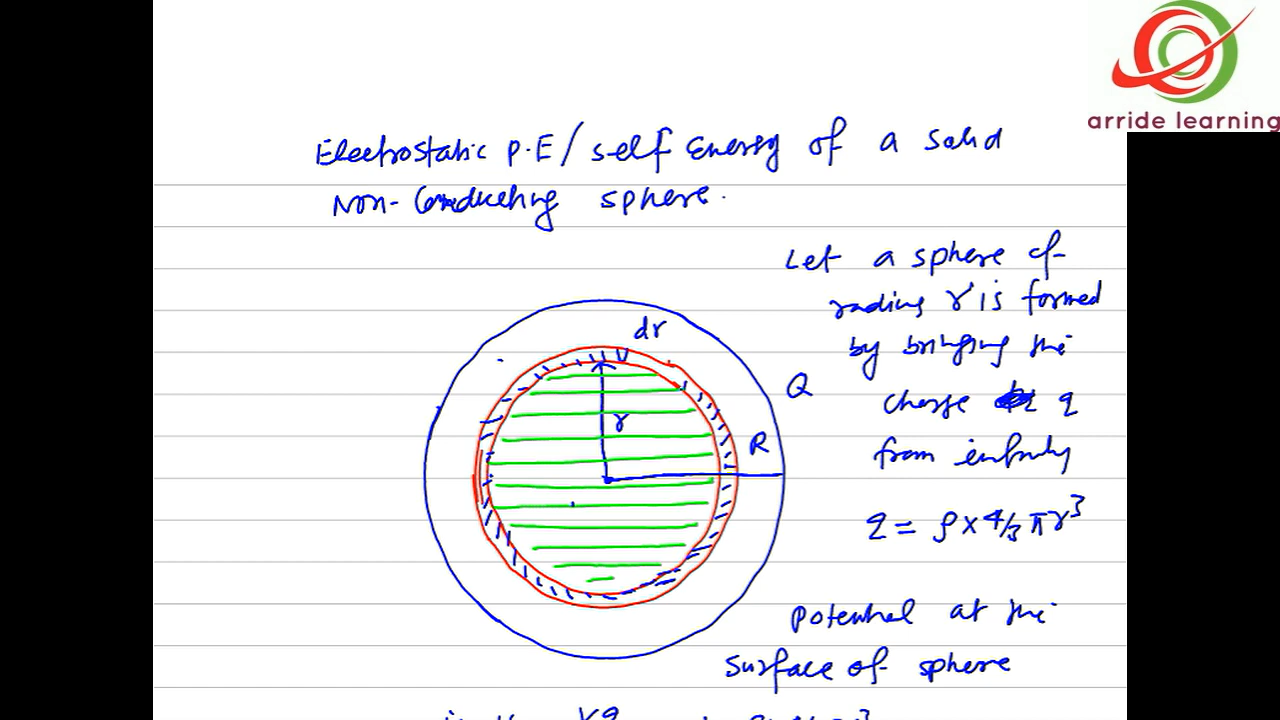 arride learning
Electrostatic P.E/self Energy of a solid
Non-Conducting sphere.
Let a sphere of
radius r is formed
by bringing the
charge q
from infinity
q = ρ x 4/3 π r³
Potential at the
surface of sphere
dr
r
Q
R